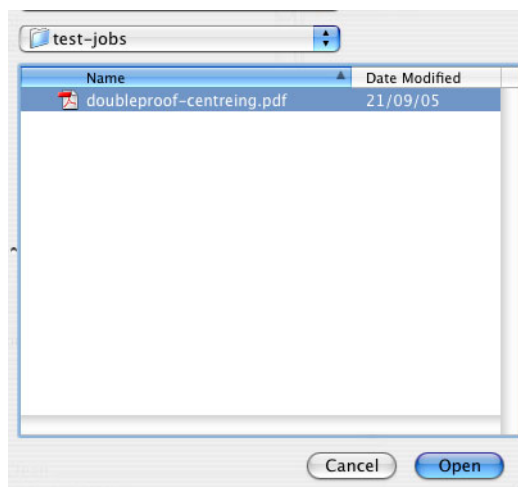 test-jobs
Name Date Modified
doubleproof-centreing.pdf 21/09/05
Cancel Open